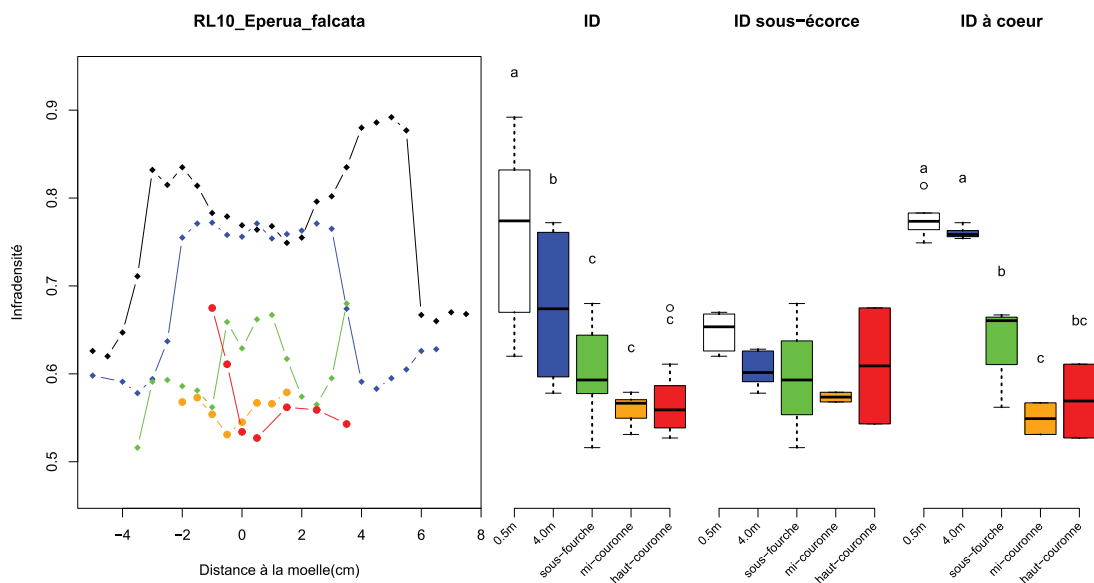 RL10_Eperua_falcata
Infradensité
0.9
0.8
0.7
0.6
0.5
−4 −2 0 2 4 6 8
Distance à la moelle(cm)
ID
a
b
c
c
c
0.5m
4.0m
sous−fourche
mi−couronne
haut−couronne
ID sous−écorce
0.5m
4.0m
sous−fourche
mi−couronne
haut−couronne
ID à coeur
a
a
b
c
bc
0.5m
4.0m
sous−fourche
mi−couronne
haut−couronne